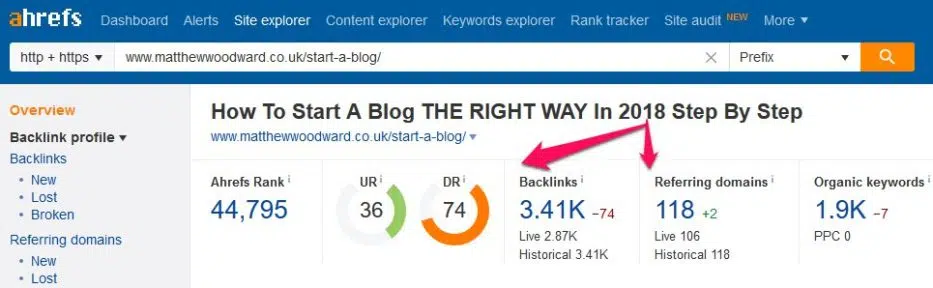 ahrefs Dashboard Alerts Site explorer Content explorer Keywords explorer Rank tracker Site audit NEW More
http + https www.matthewwoodward.co.uk/start-a-blog/ Prefix
Overview
Backlink profile
Backlinks
New
Lost
Broken
Referring domains
New
Lost
How To Start A Blog THE RIGHT WAY In 2018 Step By Step
www.matthewwoodward.co.uk/start-a-blog/
Ahrefs Rank i
44,795
UR i
36
DR i
74
Backlinks i
3.41K -74
Live 2.87K
Historical 3.41K
Referring domains i
118 +2
Live 106
Historical 118
Organic keywords i
1.9K -7
PPC 0